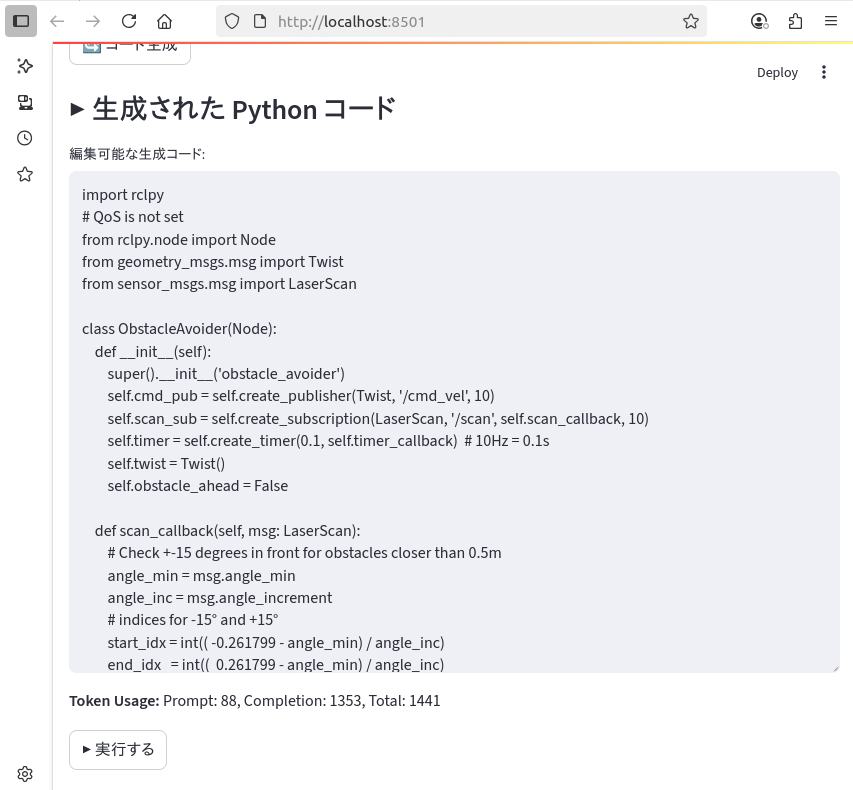 http://localhost:8501
コード生成
Deploy
▶ 生成された Python コード
編集可能な生成コード:
import rclpy
# QoS is not set
from rclpy.node import Node
from geometry_msgs.msg import Twist
from sensor_msgs.msg import LaserScan
class ObstacleAvoider(Node):
    def __init__(self):
        super().__init__('obstacle_avoider')
        self.cmd_pub = self.create_publisher(Twist, '/cmd_vel', 10)
        self.scan_sub = self.create_subscription(LaserScan, '/scan', self.scan_callback, 10)
        self.timer = self.create_timer(0.1, self.timer_callback)  # 10Hz = 0.1s
        self.twist = Twist()
        self.obstacle_ahead = False
    def scan_callback(self, msg: LaserScan):
        # Check +-15 degrees in front for obstacles closer than 0.5m
        angle_min = msg.angle_min
        angle_inc = msg.angle_increment
        # indices for -15° and +15°
        start_idx = int(( -0.261799 - angle_min) / angle_inc)
        end_idx   = int((  0.261799 - angle_min) / angle_inc)
Token Usage: Prompt: 88, Completion: 1353, Total: 1441
▶ 実行する